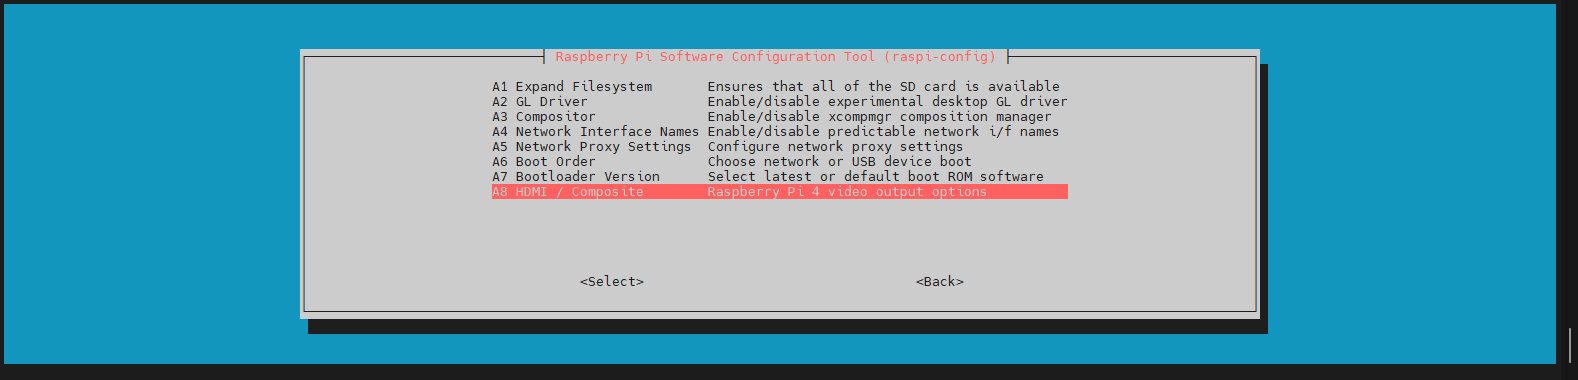 Raspberry Pi Software Configuration Tool (raspi-config)
A1 Expand Filesystem Ensures that all of the SD card is available
A2 GL Driver Enable/disable experimental desktop GL driver
A3 Compositor Enable/disable xcompmgr composition manager
A4 Network Interface Names Enable/disable predictable network i/f names
A5 Network Proxy Settings Configure network proxy settings
A6 Boot Order Choose network or USB device boot
A7 Bootloader Version Select latest or default boot ROM software
A8 HDMI / Composite Raspberry Pi 4 video output options
<Select> <Back>